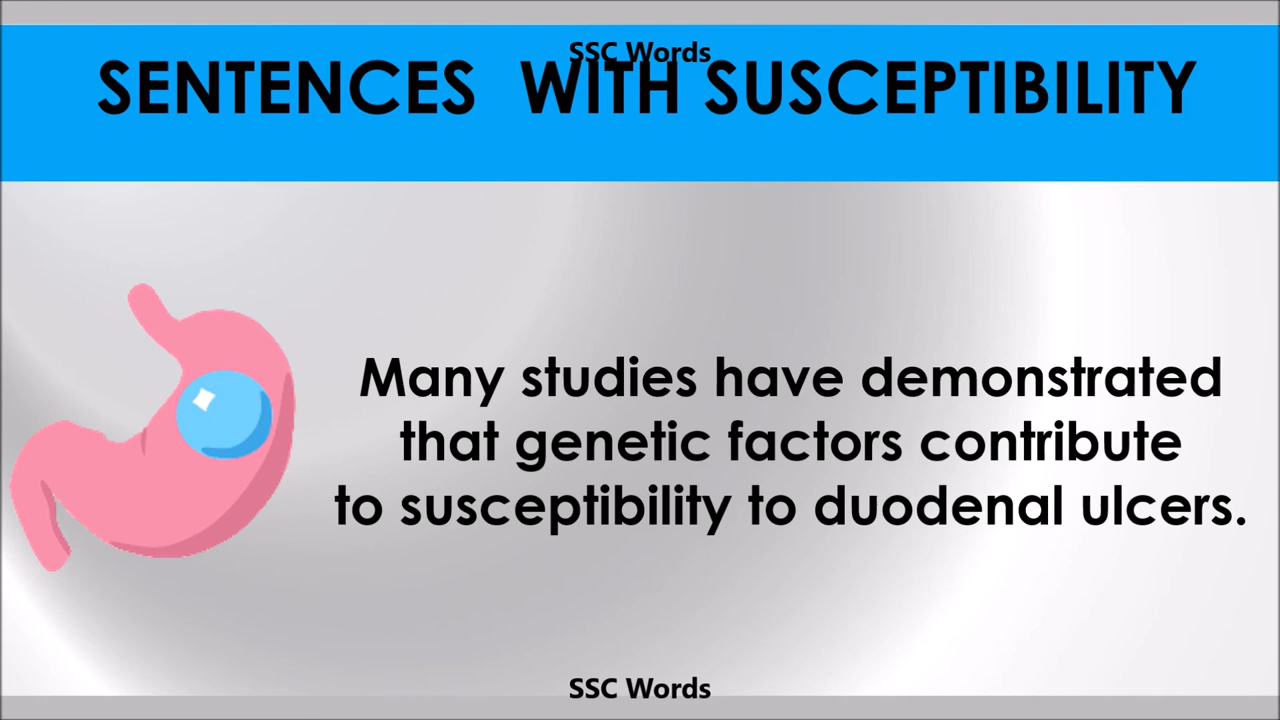 SSC Words
SENTENCES WITH SUSCEPTIBILITY
Many studies have demonstrated
that genetic factors contribute
to susceptibility to duodenal ulcers.
SSC Words